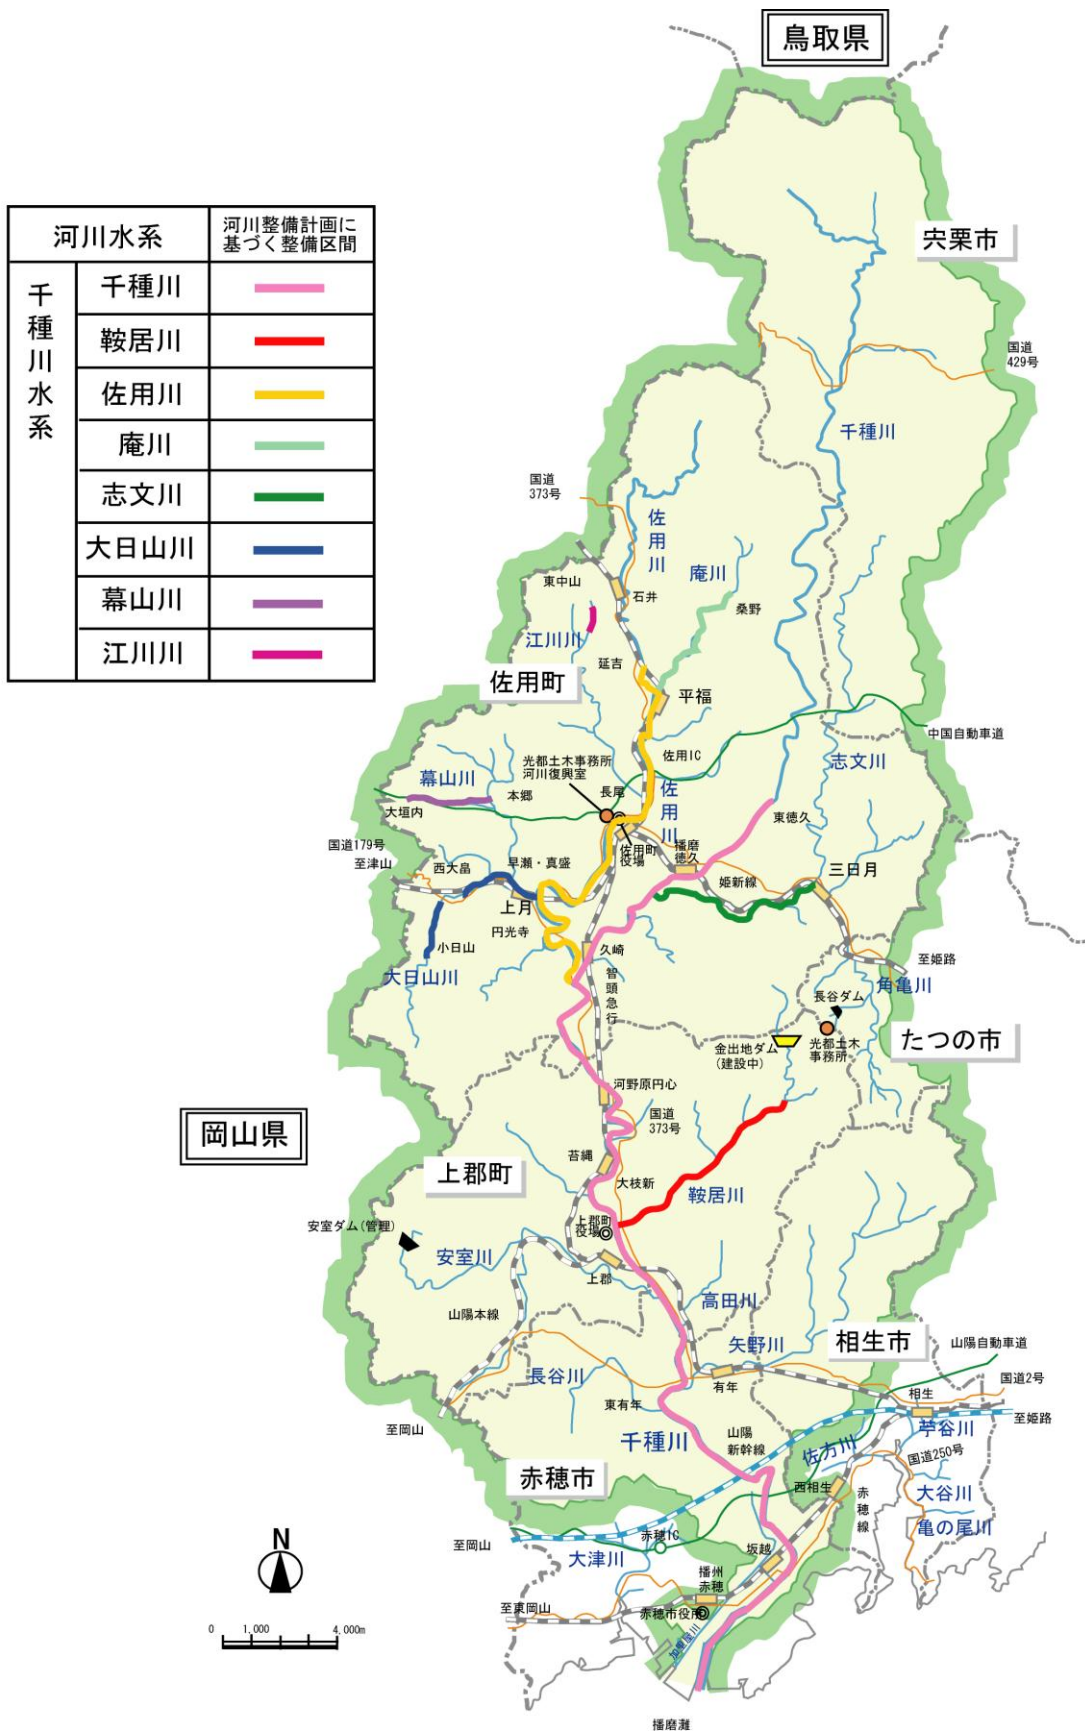 鳥取県
河川水系
河川整備計画に
基づく整備区間
千種川水系
千種川
鞍居川
佐用川
庵川
志文川
大日山川
幕山川
江川川
宍栗市
国道
429号
千種川
国道
373号
佐用川
庵川
東中山
石井
桑野
江川川
延吉
佐用町
平福
中国自動車道
佐用IC
志文川
光都土木事務所
河川復興室
幕山川
長尾
佐用川
本郷
大垣内
東徳久
国道179号
至津山
佐用町
役場
播磨
徳久
早瀬・真盛
西大畠
三日月
姫新線
上月
円光寺
小日山
久崎
至姫路
大日山川
角亀川
智頭急行
長谷ダム
たつの市
金出地ダム
(建設中)
光都土木
事務所
河野原円心
国道
373号
岡山県
苔縄
上郡町
大枝新
鞍居川
安室ダム(管理)
上郡町
役場
安室川
上郡
高田川
山陽本線
矢野川
相生市
山陽自動車道
長谷川
有年
国道2号
相生
東有年
至姫路
至岡山
苧谷川
千種川
山陽
新幹線
佐方川
国道250号
赤穂市
西相生
大谷川
赤穂線
亀の尾川
赤穂IC
至岡山
坂越
大津川
播州
赤穂
至東岡山
赤穂市役所
加里屋川
N
0 1,000 4,000m
播磨灘